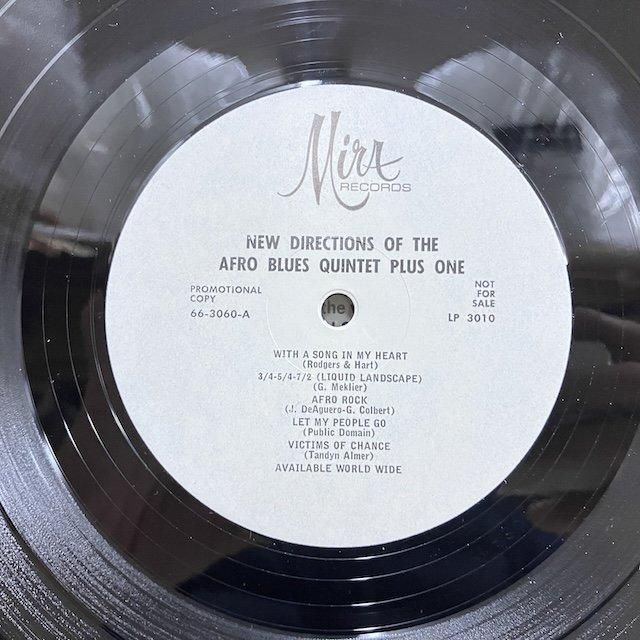 Mira
RECORDS
NEW DIRECTIONS OF THE
AFRO BLUES QUINTET PLUS ONE
PROMOTIONAL
COPY
66-3060-A
NOT
FOR
SALE
LP 3010
the
WITH A SONG IN MY HEART
(Rodgers & Hart)
3/4-5/4-7/2 (LIQUID LANDSCAPE)
(G. Meklier)
AFRO ROCK
(J. DeAguero-G. Colbert)
LET MY PEOPLE GO
(Public Domain)
VICTIMS OF CHANCE
(Tandyn Almer)
AVAILABLE WORLD WIDE